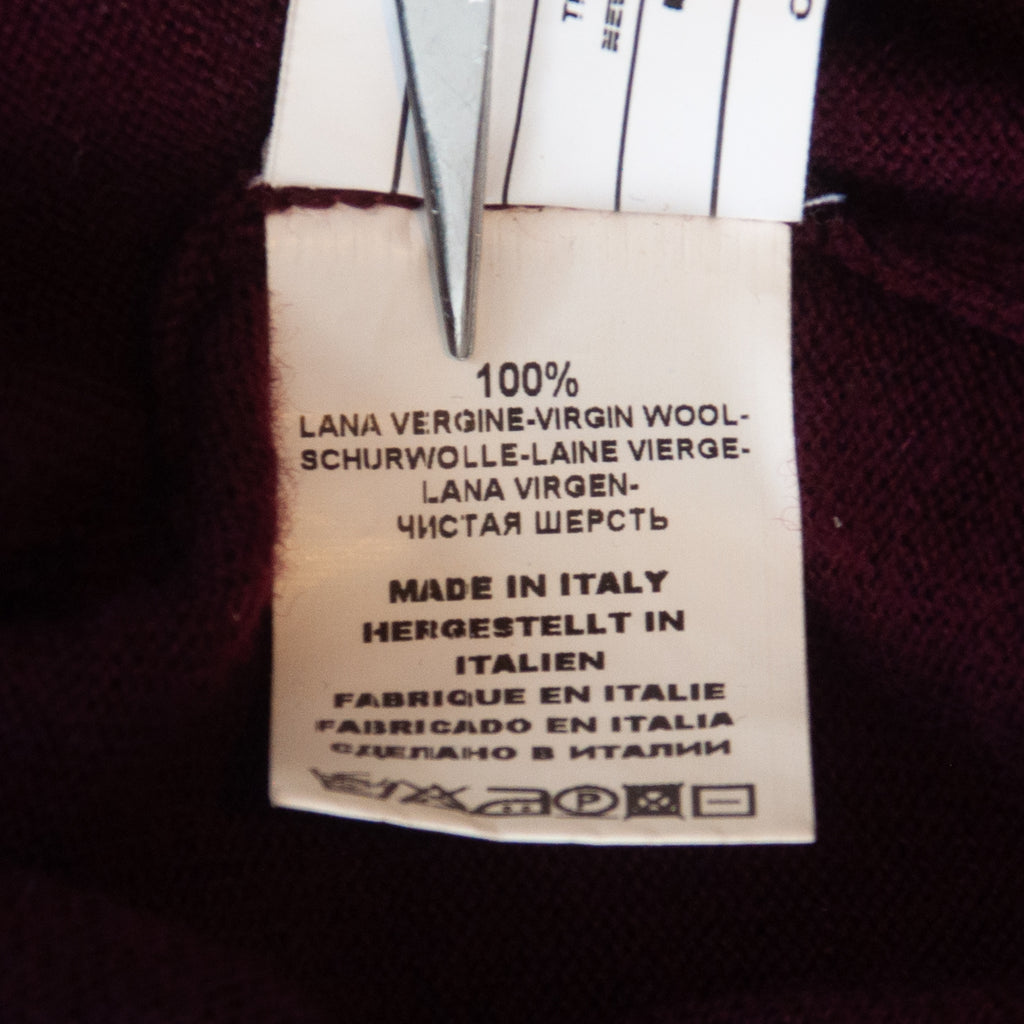 100%
LANA VERGINE-VIRGIN WOOL-
SCHURWOLLE-LAINE VIERGE-
LANA VIRGEN-
ЧИСТАЯ ШЕРСТЬ
MADE IN ITALY
HERGESTELLT IN
ITALIEN
FABRIQUE EN ITALIE
FABRICADO EN ITALIA
СДЕЛАНО В ИТАЛИИ
P